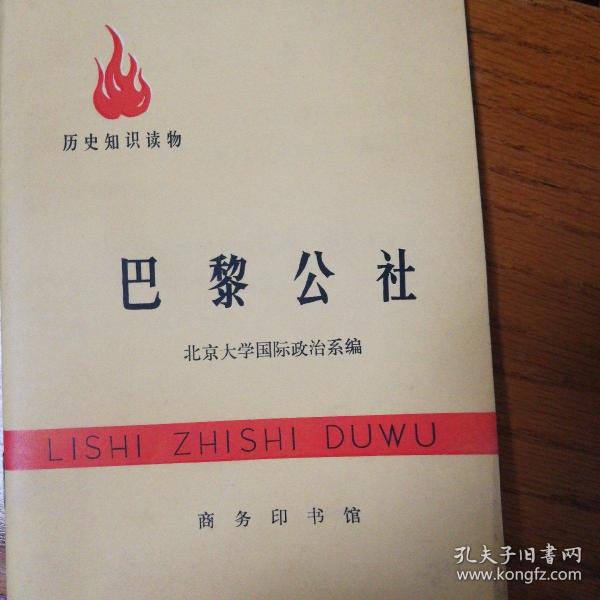 历史知识读物
巴黎公社
北京大学国际政治系编
LISHI ZHISHI DUWU
商务印书馆
孔夫子旧书网
www.kongfz.com